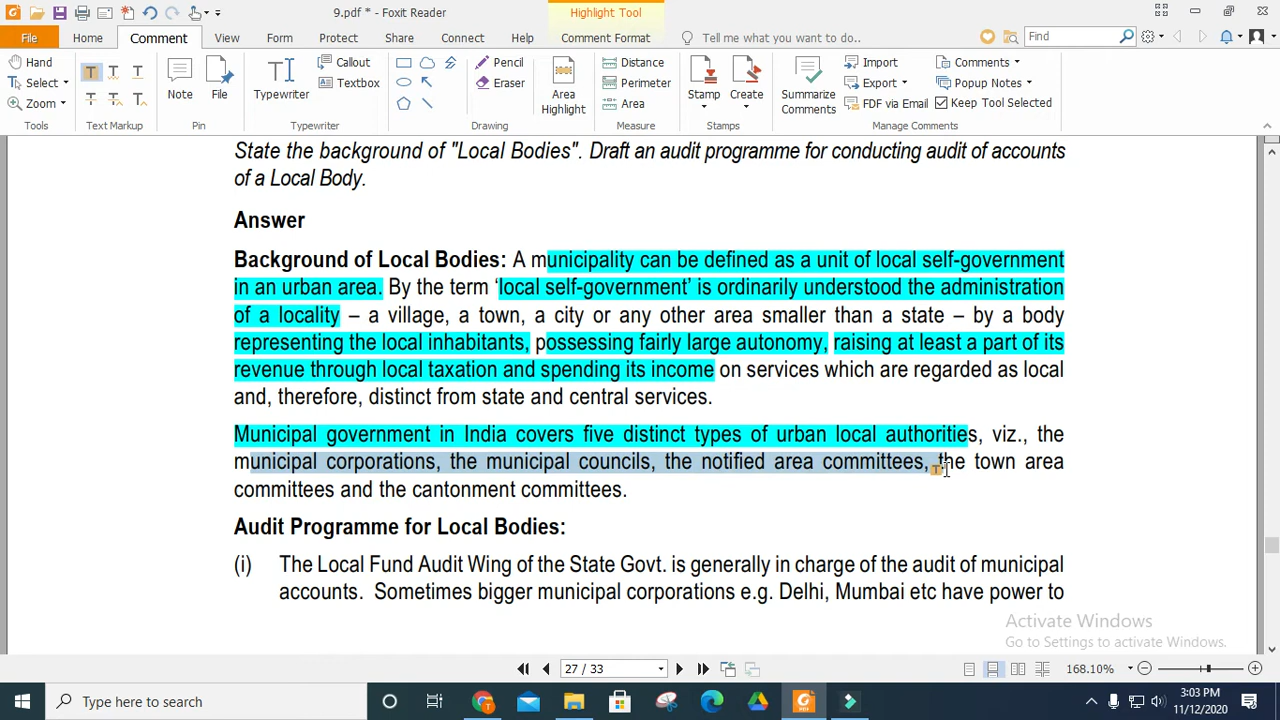 9.pdf * - Foxit Reader
Highlight Tool
File Home Comment View Form Protect Share Connect Help Comment Format Tell me what you want to do.. Find
Hand
Select
Zoom
Tools
T T T
T T T
Text Markup
Note File
Pin
Typewriter
Callout
Textbox
Typewriter
Pencil
Eraser
Drawing
Area
Highlight
Distance
Perimeter
Area
Measure
Stamp Create
Stamps
Summarize
Comments
Import
Export
FDF via Email
Comments
Popup Notes
Keep Tool Selected
Manage Comments
State the background of "Local Bodies". Draft an audit programme for conducting audit of accounts
of a Local Body.
Answer
Background of Local Bodies: A municipality can be defined as a unit of local self-government
in an urban area. By the term ‘local self-government’ is ordinarily understood the administration
of a locality – a village, a town, a city or any other area smaller than a state – by a body
representing the local inhabitants, possessing fairly large autonomy, raising at least a part of its
revenue through local taxation and spending its income on services which are regarded as local
and, therefore, distinct from state and central services.
Municipal government in India covers five distinct types of urban local authorities, viz., the
municipal corporations, the municipal councils, the notified area committees, the town area
committees and the cantonment committees.
Audit Programme for Local Bodies:
(i) The Local Fund Audit Wing of the State Govt. is generally in charge of the audit of municipal
accounts. Sometimes bigger municipal corporations e.g. Delhi, Mumbai etc have power to
Activate Windows
Go to Settings to activate Windows.
27 / 33
168.10%
Type here to search
3:03 PM
11/12/2020